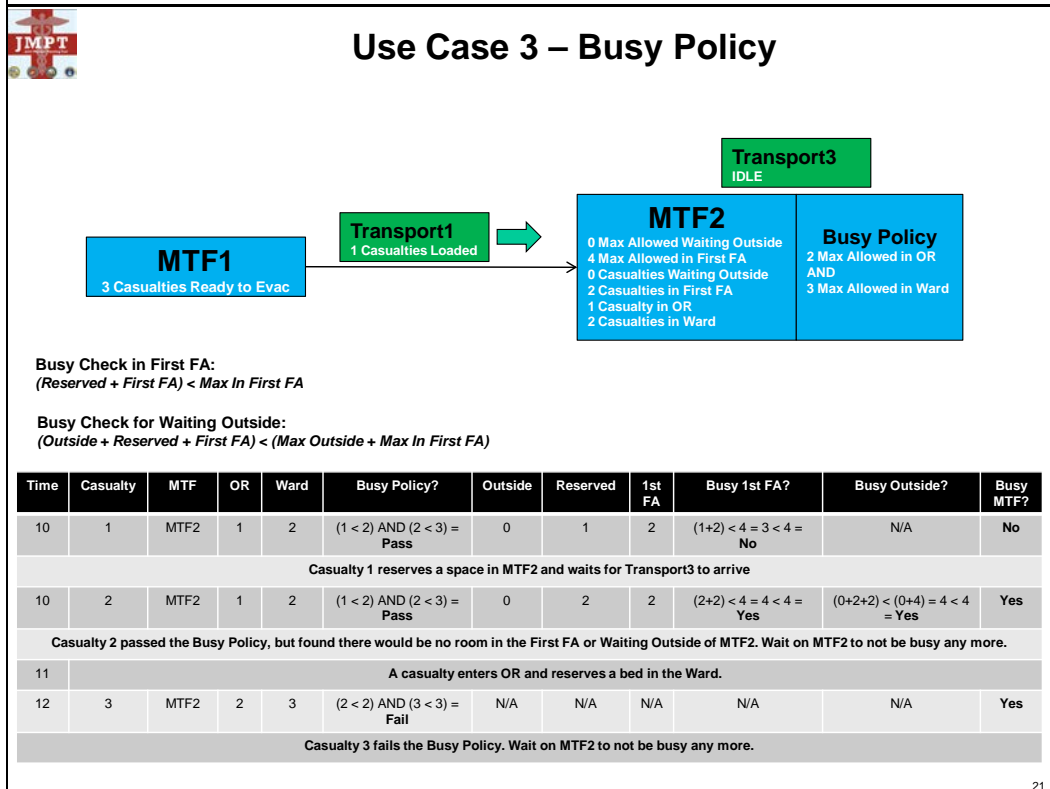 JMPT
Use Case 3 – Busy Policy
Transport3
IDLE
Transport1
1 Casualties Loaded
MTF1
3 Casualties Ready to Evac
MTF2
0 Max Allowed Waiting Outside
4 Max Allowed in First FA
0 Casualties Waiting Outside
2 Casualties in First FA
1 Casualty in OR
2 Casualties in Ward
Busy Policy
2 Max Allowed in OR
AND
3 Max Allowed in Ward
Busy Check in First FA:
(Reserved + First FA) < Max In First FA
Busy Check for Waiting Outside:
(Outside + Reserved + First FA) < (Max Outside + Max In First FA)
Time Casualty MTF OR Ward Busy Policy? Outside Reserved 1st FA Busy 1st FA? Busy Outside? Busy MTF?
10 1 MTF2 1 2 (1 < 2) AND (2 < 3) = Pass 0 1 2 (1+2) < 4 = 3 < 4 = No N/A No
Casualty 1 reserves a space in MTF2 and waits for Transport3 to arrive
10 2 MTF2 1 2 (1 < 2) AND (2 < 3) = Pass 0 2 2 (2+2) < 4 = 4 < 4 = Yes (0+2+2) < (0+4) = 4 < 4 = Yes Yes
Casualty 2 passed the Busy Policy, but found there would be no room in the First FA or Waiting Outside of MTF2. Wait on MTF2 to not be busy any more.
11 A casualty enters OR and reserves a bed in the Ward.
12 3 MTF2 2 3 (2 < 2) AND (3 < 3) = Fail N/A N/A N/A N/A N/A Yes
Casualty 3 fails the Busy Policy. Wait on MTF2 to not be busy any more.
21